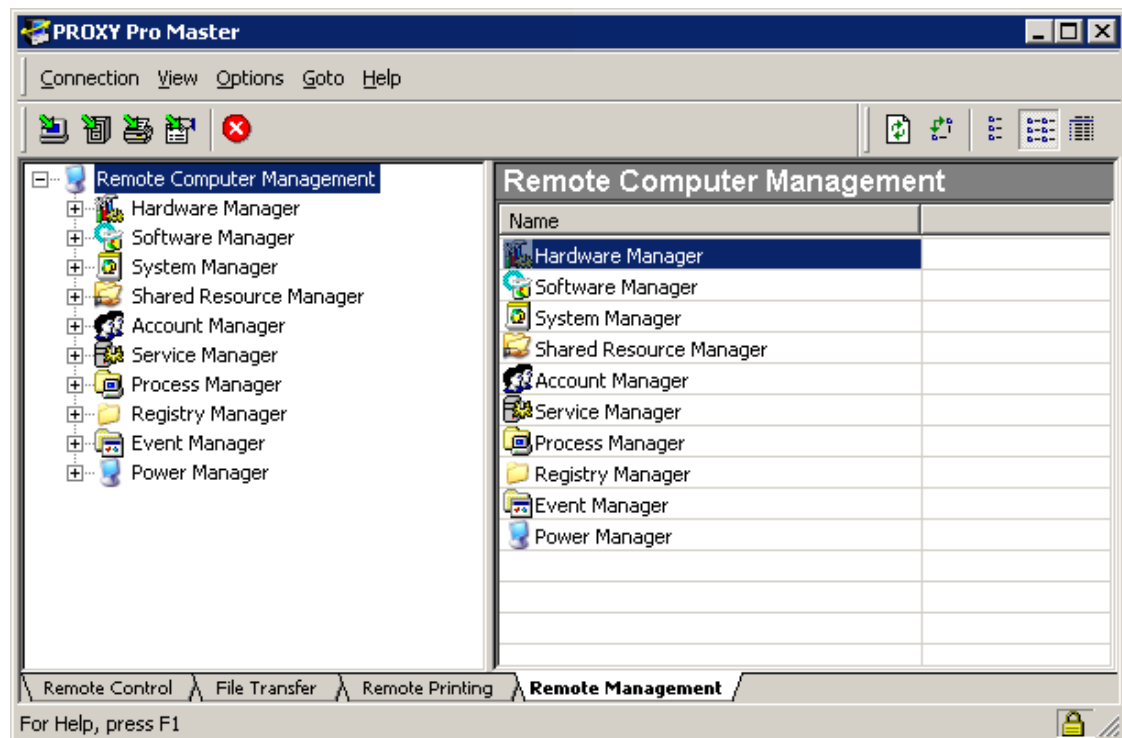 PROXY Pro Master
Connection View Options Goto Help
Remote Computer Management
Hardware Manager
Software Manager
System Manager
Shared Resource Manager
Account Manager
Service Manager
Process Manager
Registry Manager
Event Manager
Power Manager
Remote Computer Management
Name
Hardware Manager
Software Manager
System Manager
Shared Resource Manager
Account Manager
Service Manager
Process Manager
Registry Manager
Event Manager
Power Manager
Remote Control File Transfer Remote Printing Remote Management
For Help, press F1